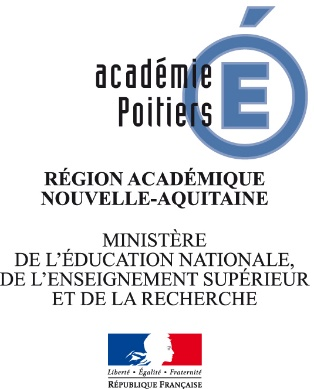 académie
Poitiers
É
RÉGION ACADÉMIQUE
NOUVELLE-AQUITAINE
MINISTÈRE
DE L'ÉDUCATION NATIONALE,
DE L'ENSEIGNEMENT SUPÉRIEUR
ET DE LA RECHERCHE
Liberté • Égalité • Fraternité
RÉPUBLIQUE FRANÇAISE